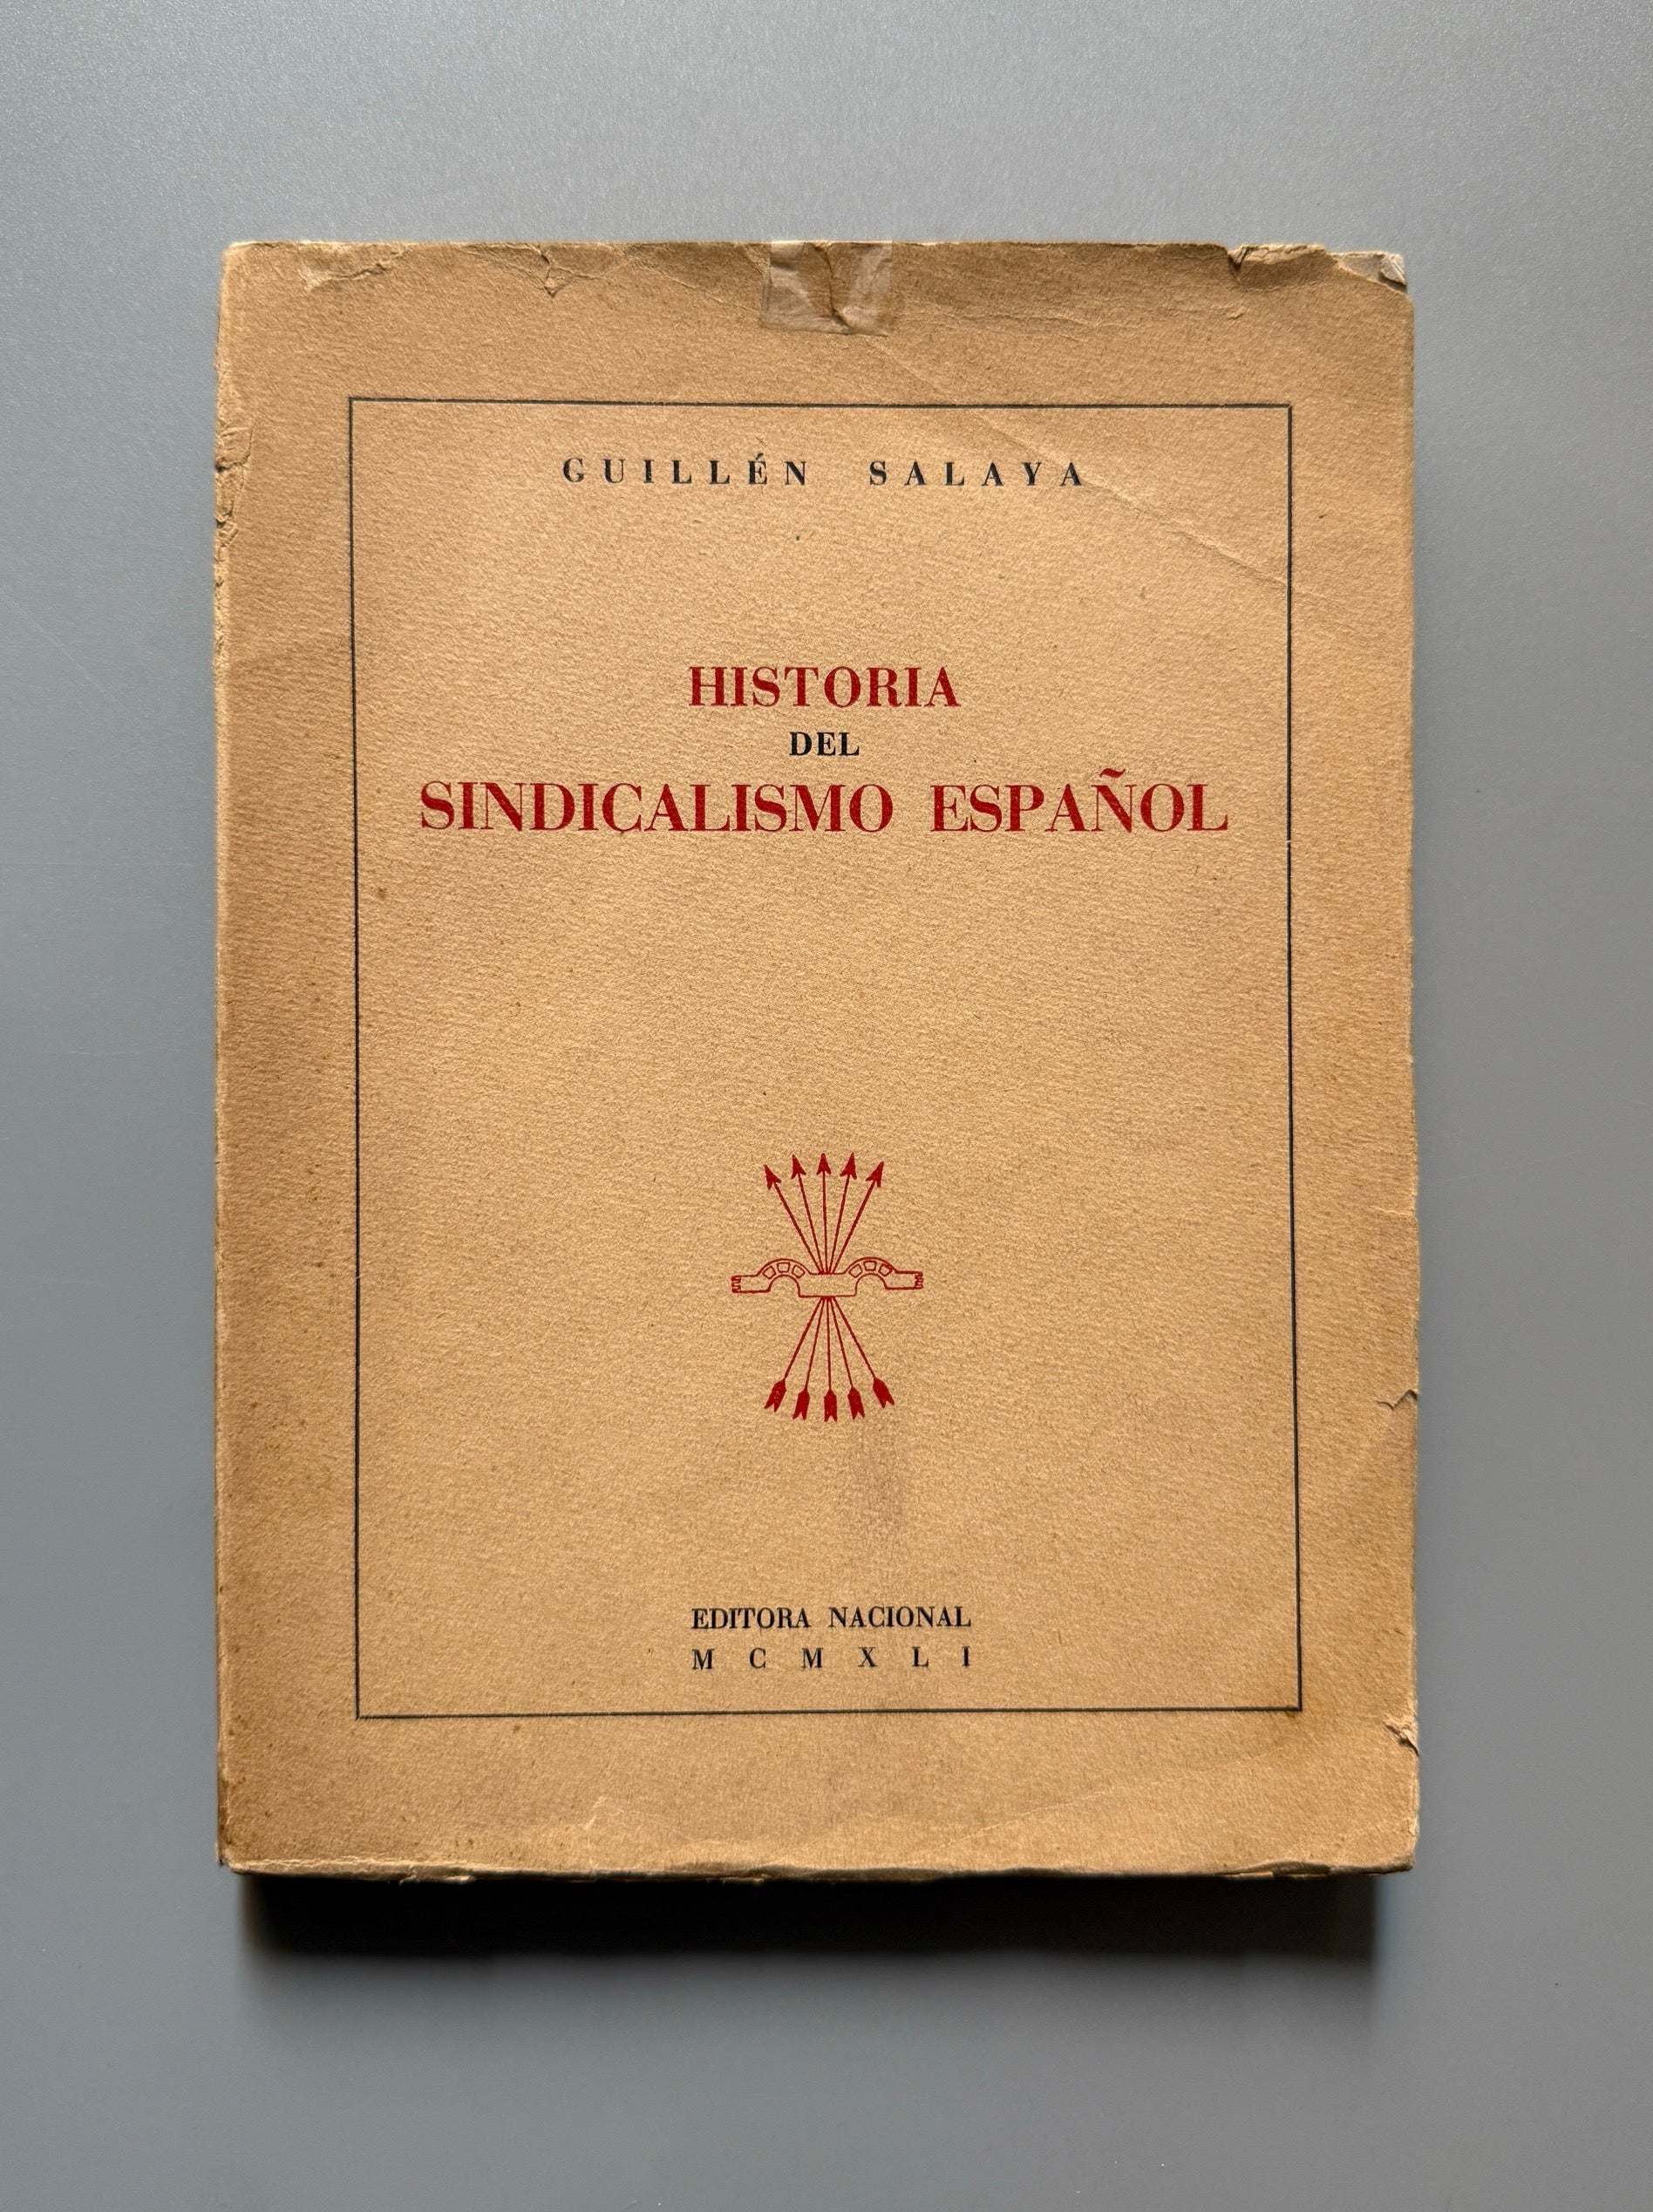 GUILLÉN SALAYA
HISTORIA
DEL
SINDICALISMO ESPAÑOL
EDITORA NACIONAL
MCMXLI